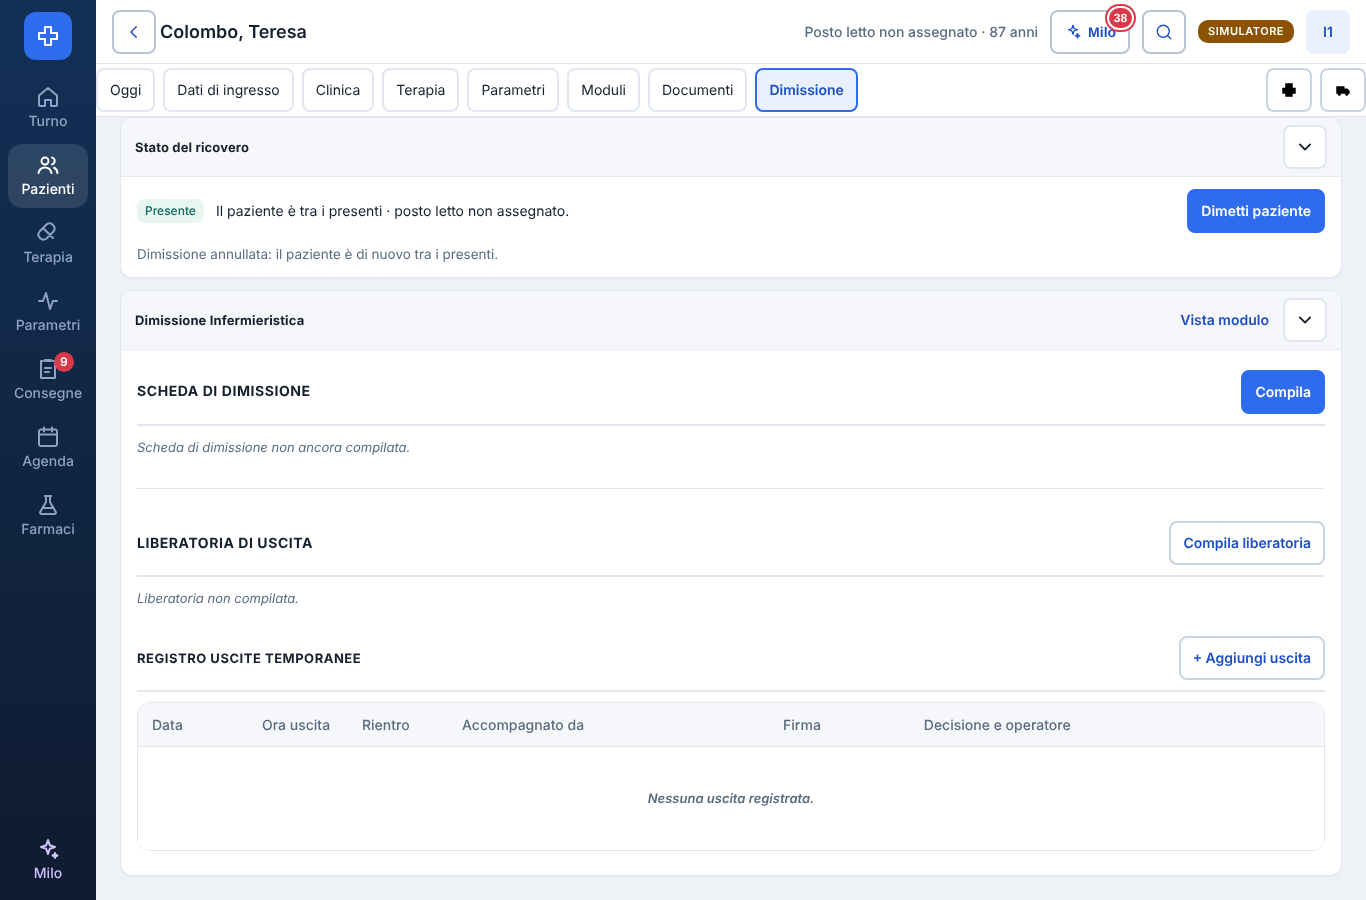 Colombo, Teresa
Posto letto non assegnato · 87 anni
Milo
38
SIMULATORE
I1
Turno
Pazienti
Terapia
Parametri
9
Consegne
Agenda
Farmaci
Milo
Oggi
Dati di ingresso
Clinica
Terapia
Parametri
Moduli
Documenti
Dimissione
Stato del ricovero
Presente
Il paziente è tra i presenti · posto letto non assegnato.
Dimetti paziente
Dimissione annullata: il paziente è di nuovo tra i presenti.
Dimissione Infermieristica
Vista modulo
SCHEDA DI DIMISSIONE
Compila
Scheda di dimissione non ancora compilata.
LIBERATORIA DI USCITA
Compila liberatoria
Liberatoria non compilata.
REGISTRO USCITE TEMPORANEE
+ Aggiungi uscita
Data Ora uscita Rientro Accompagnato da Firma Decisione e operatore
Nessuna uscita registrata.